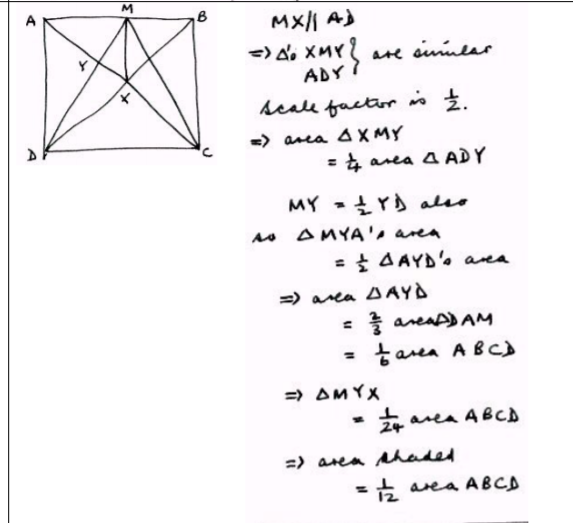 A M B
Y
X
D C
MX || AD
=> Δ's XMY } are similar
ADY
scale factor is 1/2.
=> area Δ XMY
= 1/4 area Δ ADY
MY = 1/2 YD also
so Δ MYA's area
= 1/2 Δ AYD's area
=> area Δ AYD
= 2/3 area Δ DAM
= 1/6 area ABCD
=> Δ MYX
= 1/24 area ABCD
=> area shaded
= 1/12 area ABCD